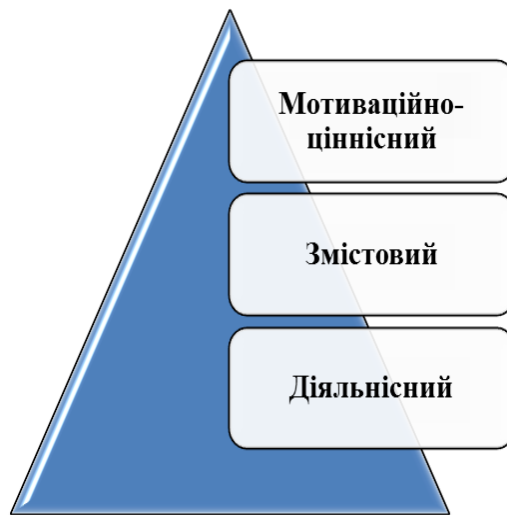 Мотиваційно-
ціннісний
Змістовий
Діяльнісний